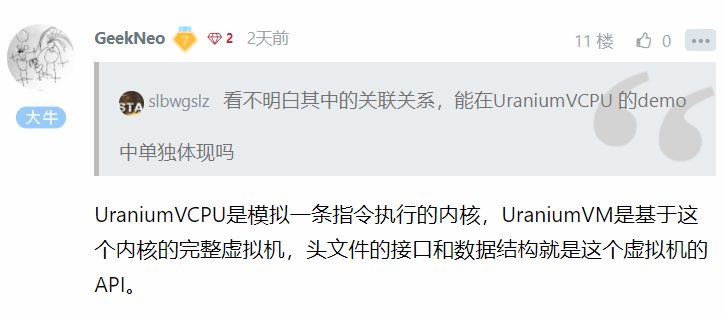 GeekNeo 7 2 2天前 11 楼 0
大牛
STA slbwgslz 看不明白其中的关联关系，能在UraniumVCPU 的demo
中单独体现吗
UraniumVCPU是模拟一条指令执行的内核，UraniumVM是基于这
个内核的完整虚拟机，头文件的接口和数据结构就是这个虚拟机的
API。